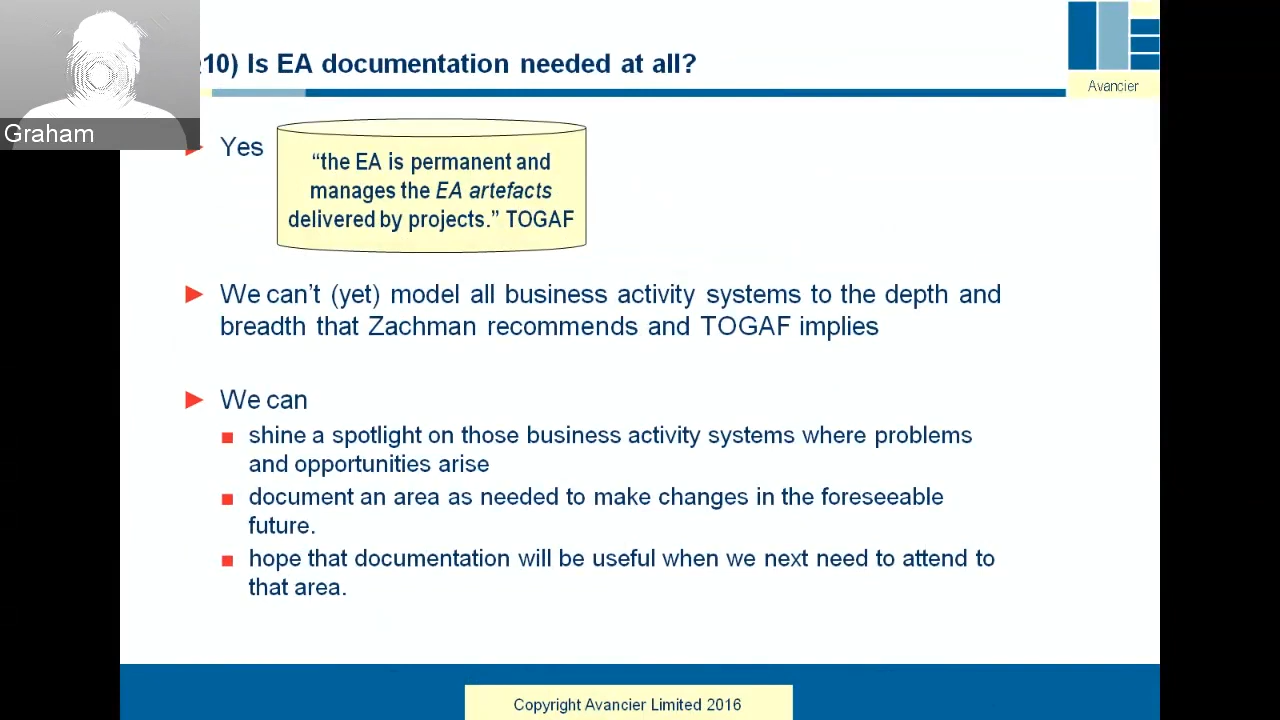 10) Is EA documentation needed at all?
Avancier
Graham
Yes
“the EA is permanent and
manages the EA artefacts
delivered by projects.” TOGAF
We can’t (yet) model all business activity systems to the depth and
breadth that Zachman recommends and TOGAF implies
We can
shine a spotlight on those business activity systems where problems
and opportunities arise
document an area as needed to make changes in the foreseeable
future.
hope that documentation will be useful when we next need to attend to
that area.
Copyright Avancier Limited 2016